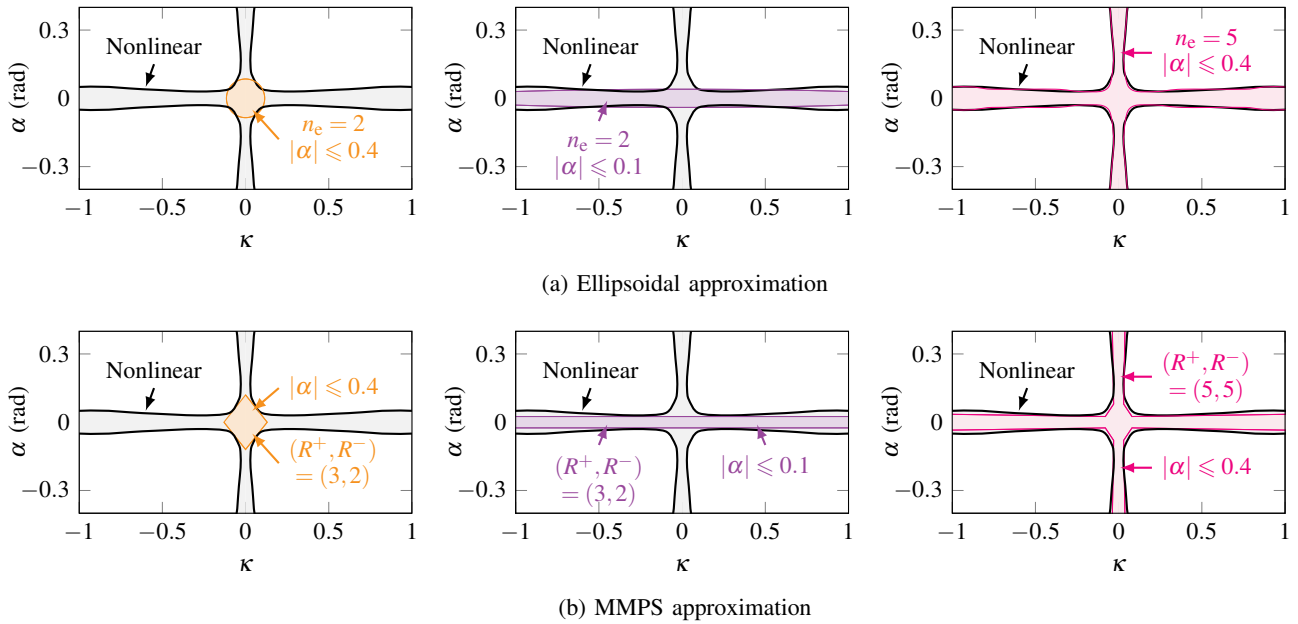 0.3
0
−0.3
α (rad)
Nonlinear
n_e = 2
|α| ⩽ 0.4
−1
−0.5
0
0.5
1
κ
0.3
0
−0.3
α (rad)
Nonlinear
n_e = 2
|α| ⩽ 0.1
−1
−0.5
0
0.5
1
κ
0.3
0
−0.3
α (rad)
Nonlinear
n_e = 5
|α| ⩽ 0.4
−1
−0.5
0
0.5
1
κ
(a) Ellipsoidal approximation
0.3
0
−0.3
α (rad)
Nonlinear
|α| ⩽ 0.4
(R⁺, R⁻)
= (3, 2)
−1
−0.5
0
0.5
1
κ
0.3
0
−0.3
α (rad)
Nonlinear
(R⁺, R⁻)
= (3, 2)
|α| ⩽ 0.1
−1
−0.5
0
0.5
1
κ
0.3
0
−0.3
α (rad)
Nonlinear
(R⁺, R⁻)
= (5, 5)
|α| ⩽ 0.4
−1
−0.5
0
0.5
1
κ
(b) MMPS approximation